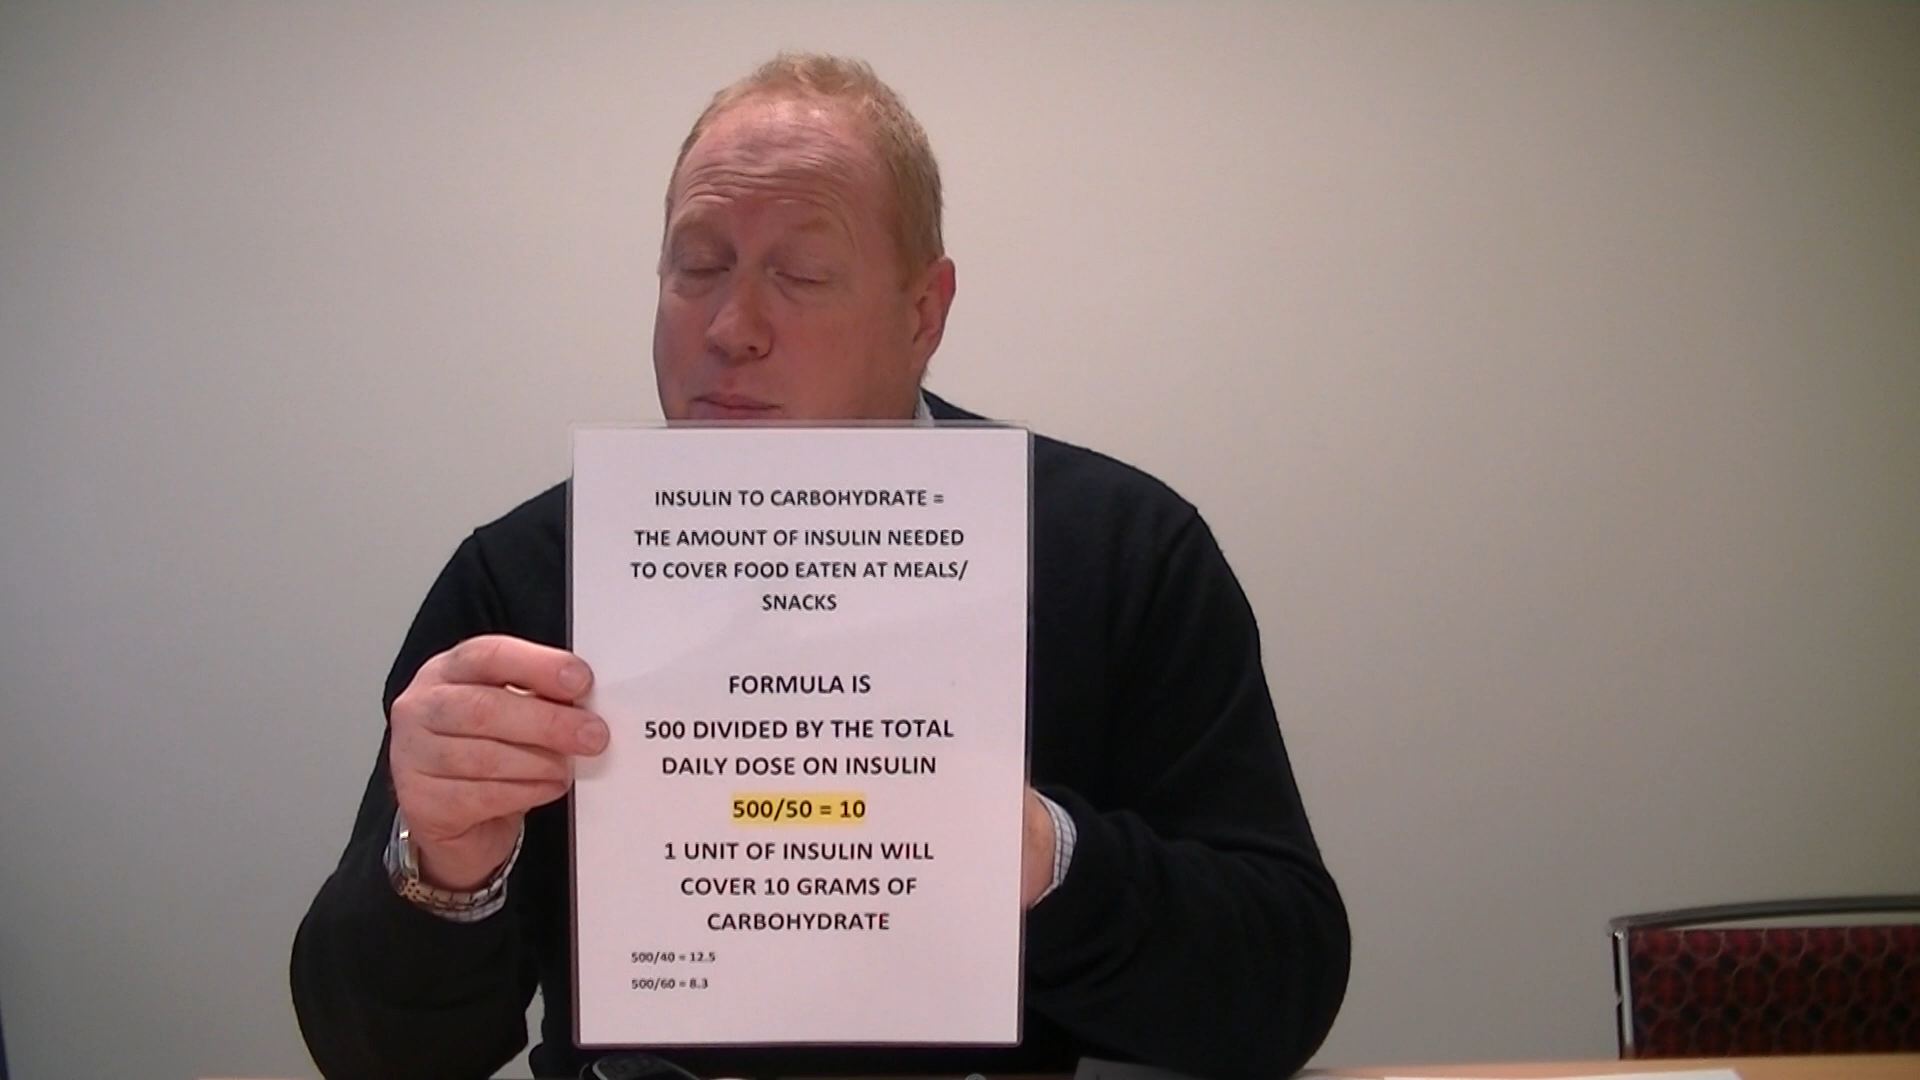 INSULIN TO CARBOHYDRATE =
THE AMOUNT OF INSULIN NEEDED
TO COVER FOOD EATEN AT MEALS/
SNACKS
FORMULA IS
500 DIVIDED BY THE TOTAL
DAILY DOSE ON INSULIN
500/50 = 10
1 UNIT OF INSULIN WILL
COVER 10 GRAMS OF
CARBOHYDRATE
500/40 = 12.5
500/60 = 8.3